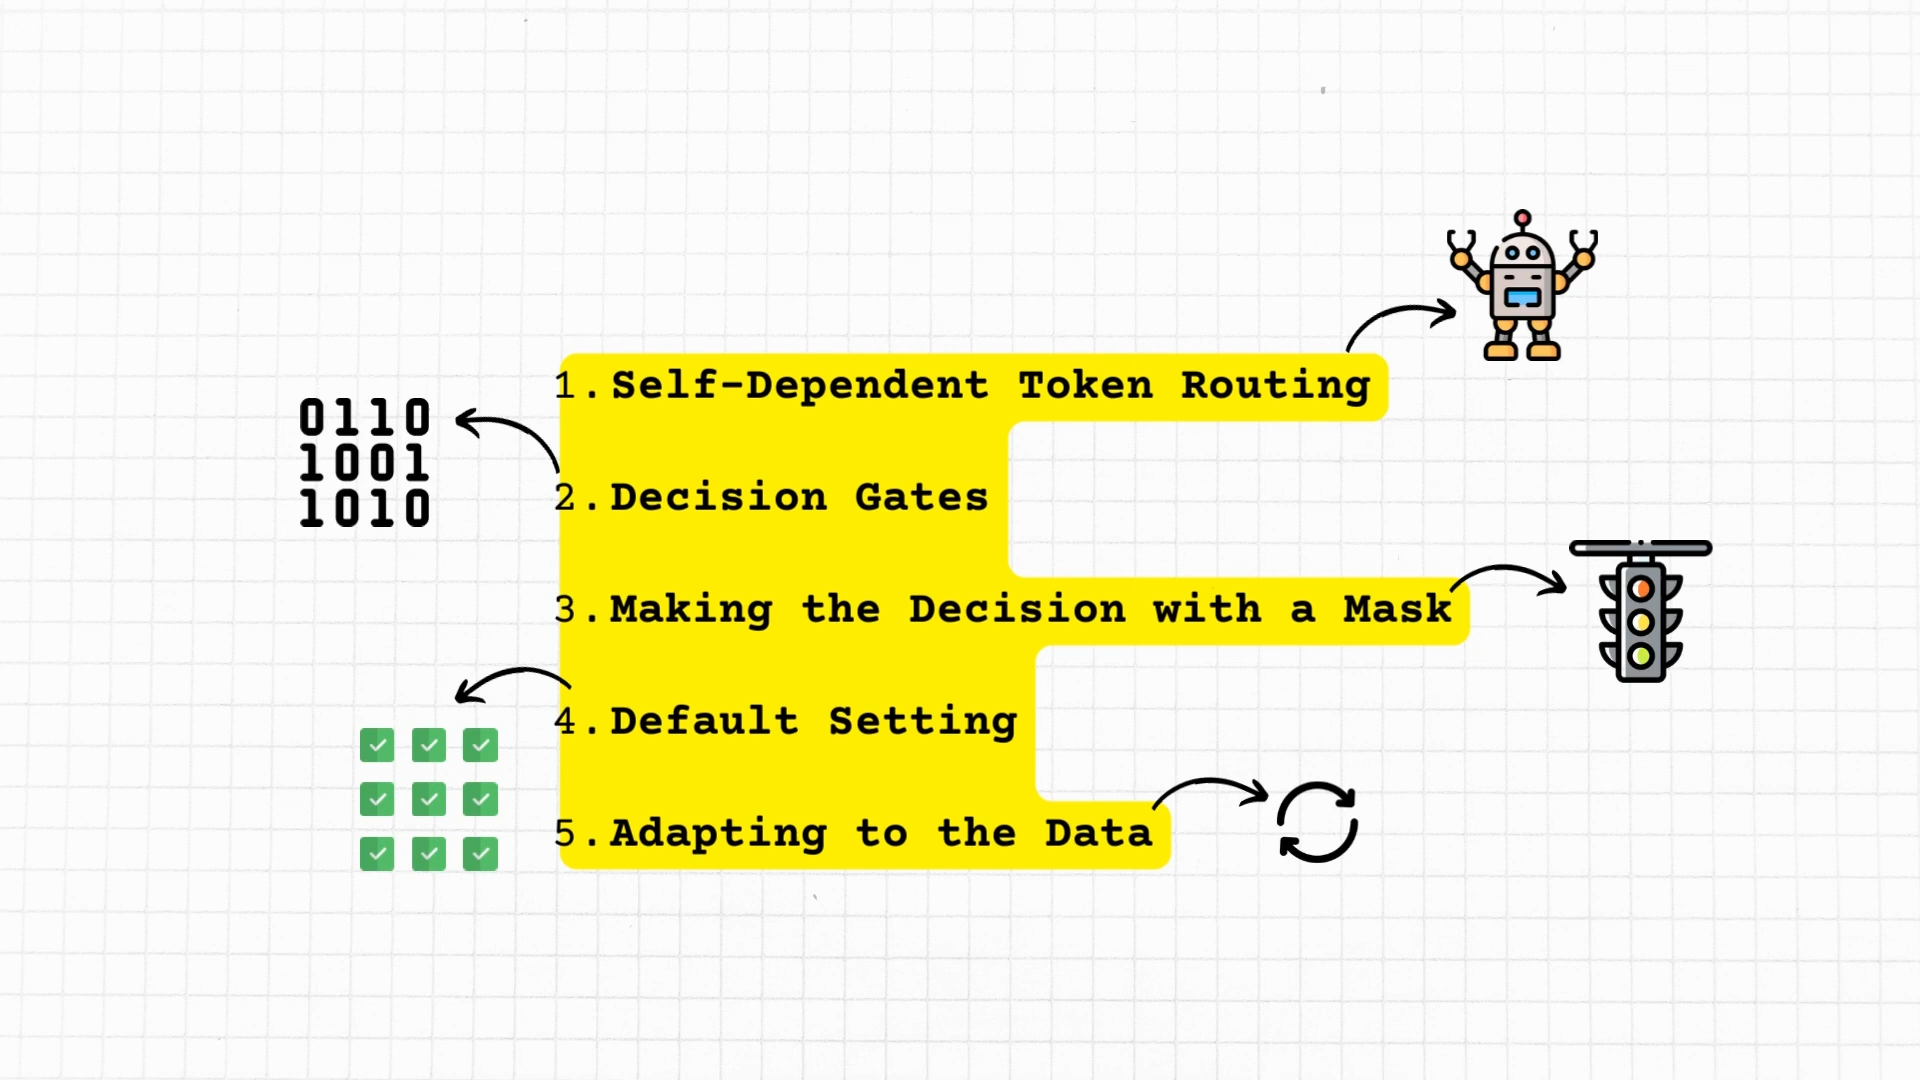 1.Self-Dependent Token Routing
0110
1001
1010
2.Decision Gates
3.Making the Decision with a Mask
4.Default Setting
5.Adapting to the Data